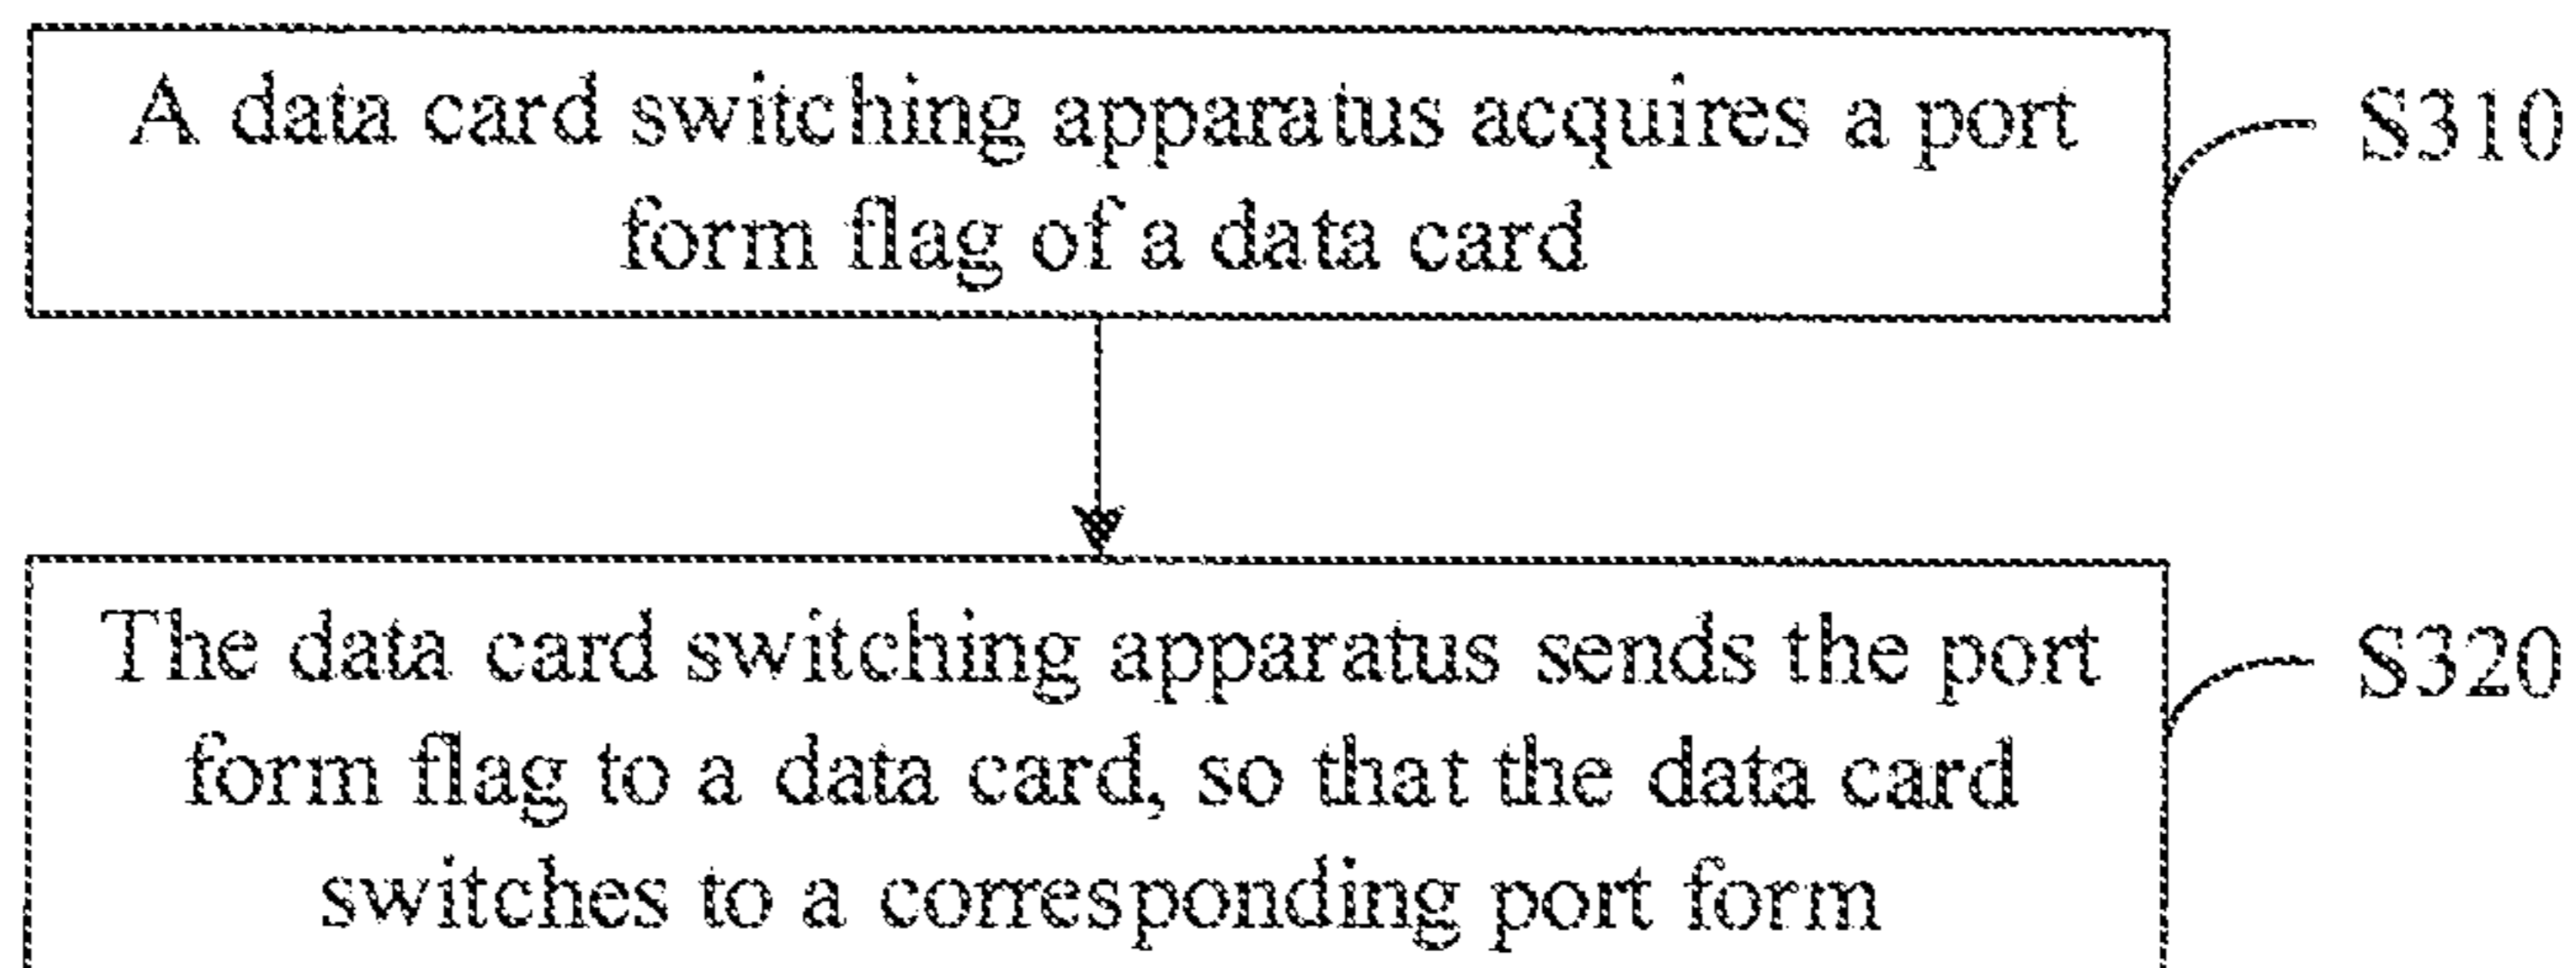 A data card switching apparatus acquires a port
form flag of a data card
S310
The data card switching apparatus sends the port
form flag to a data card, so that the data card
switches to a corresponding port form
S320